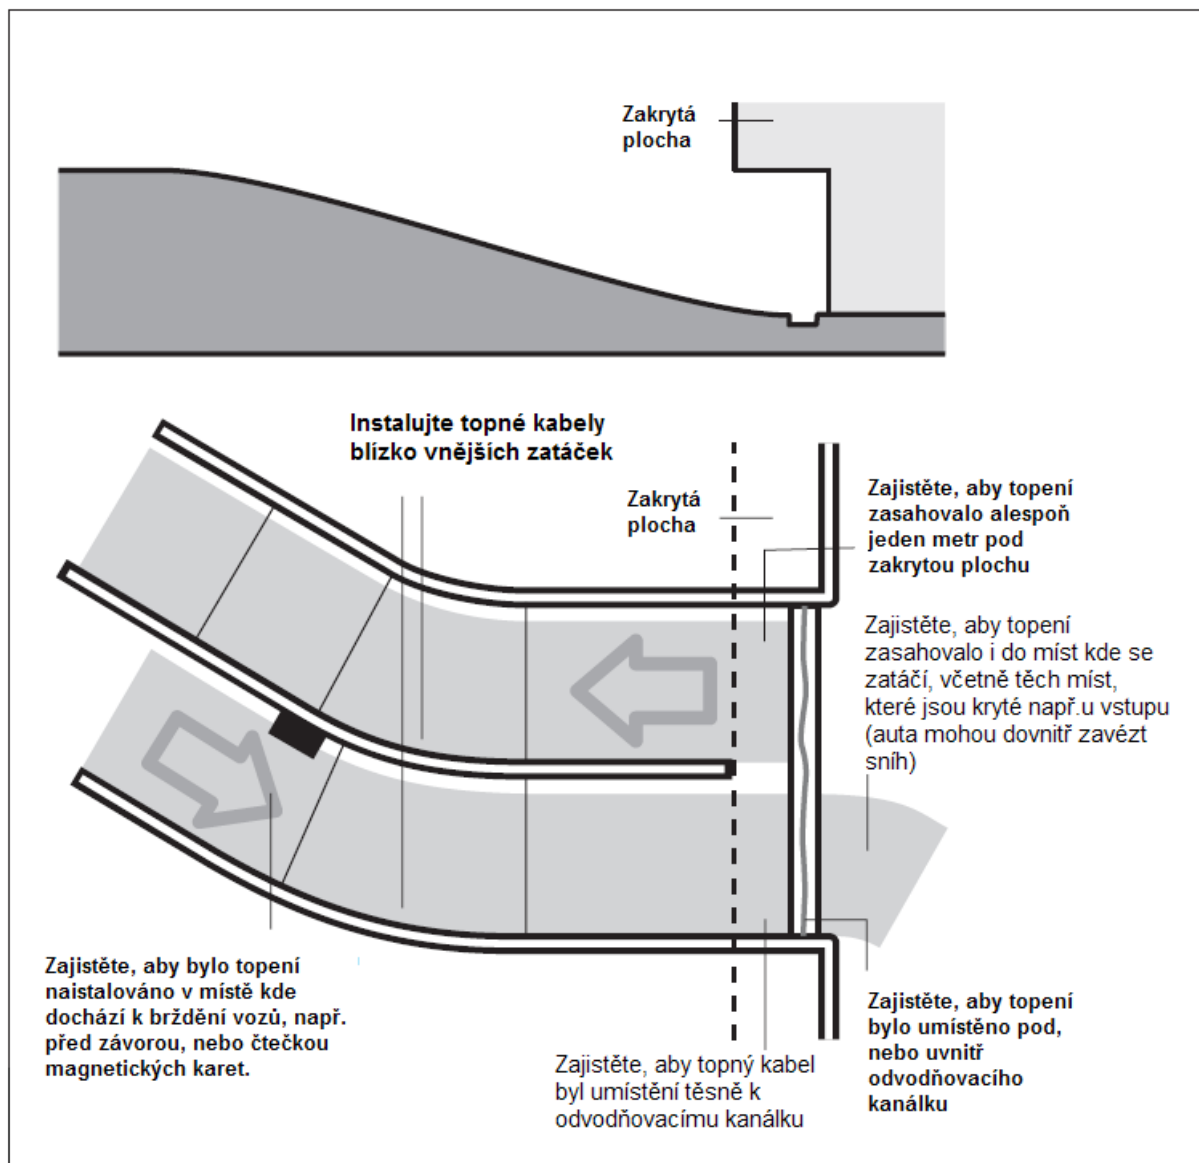 Zakrytá
plocha
Instalujte topné kabely
blízko vnějších zatáček
Zakrytá
plocha
Zajistěte, aby topení
zasahovalo alespoň
jeden metr pod
zakrytou plochu
Zajistěte, aby topení
zasahovalo i do míst kde se
zatáčí, včetně těch míst,
které jsou kryté např.u vstupu
(auta mohou dovnitř zavézt
sníh)
Zajistěte, aby bylo topení
naistalováno v místě kde
dochází k brždění vozů, např.
před závorou, nebo čtečkou
magnetických karet.
Zajistěte, aby topný kabel
byl umístění těsně k
odvodňovacímu kanálku
Zajistěte, aby topení
bylo umístěno pod,
nebo uvnitř
odvodňovacího
kanálku